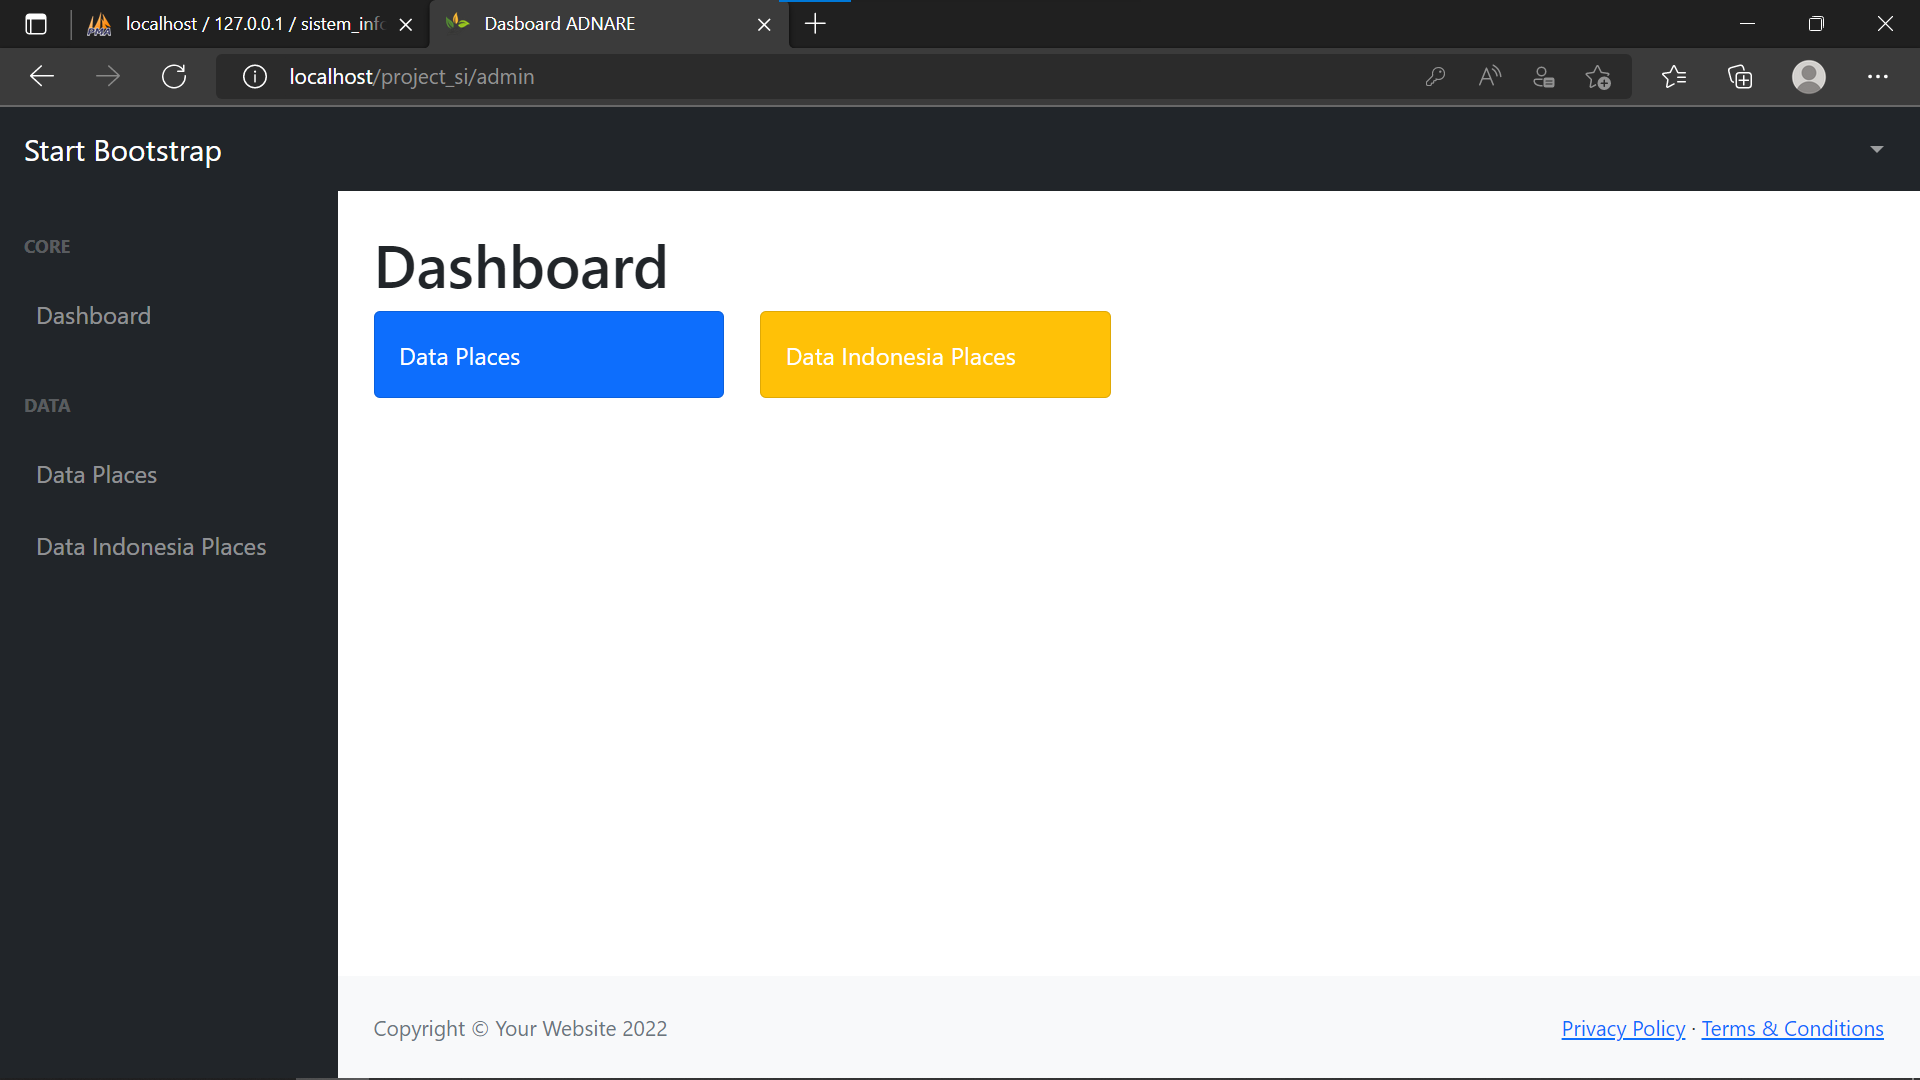 localhost / 127.0.0.1 / sistem_info
Dasboard ADNARE
localhost/project_si/admin
Start Bootstrap
CORE
Dashboard
DATA
Data Places
Data Indonesia Places
Dashboard
Data Places
Data Indonesia Places
Copyright © Your Website 2022
Privacy Policy · Terms & Conditions